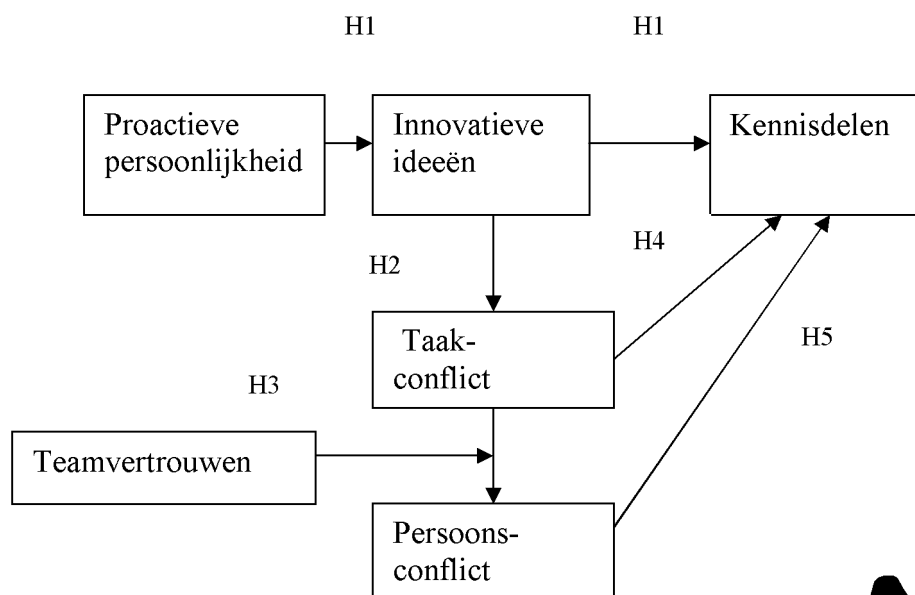 H1
H1
Proactieve
persoonlijkheid
Innovatieve
ideeën
Kennisdelen
H2
H4
Taak-
conflict
H5
H3
Teamvertrouwen
Persoons-
conflict